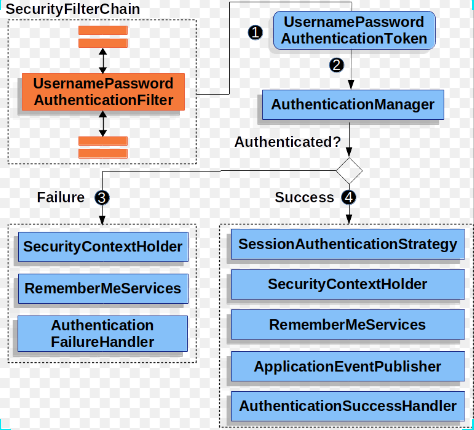 SecurityFilterChain
UsernamePassword
AuthenticationFilter
1
UsernamePassword
AuthenticationToken
2
AuthenticationManager
Authenticated?
Failure
3
Success
4
SecurityContextHolder
RememberMeServices
Authentication
FailureHandler
SessionAuthenticationStrategy
SecurityContextHolder
RememberMeServices
ApplicationEventPublisher
AuthenticationSuccessHandler